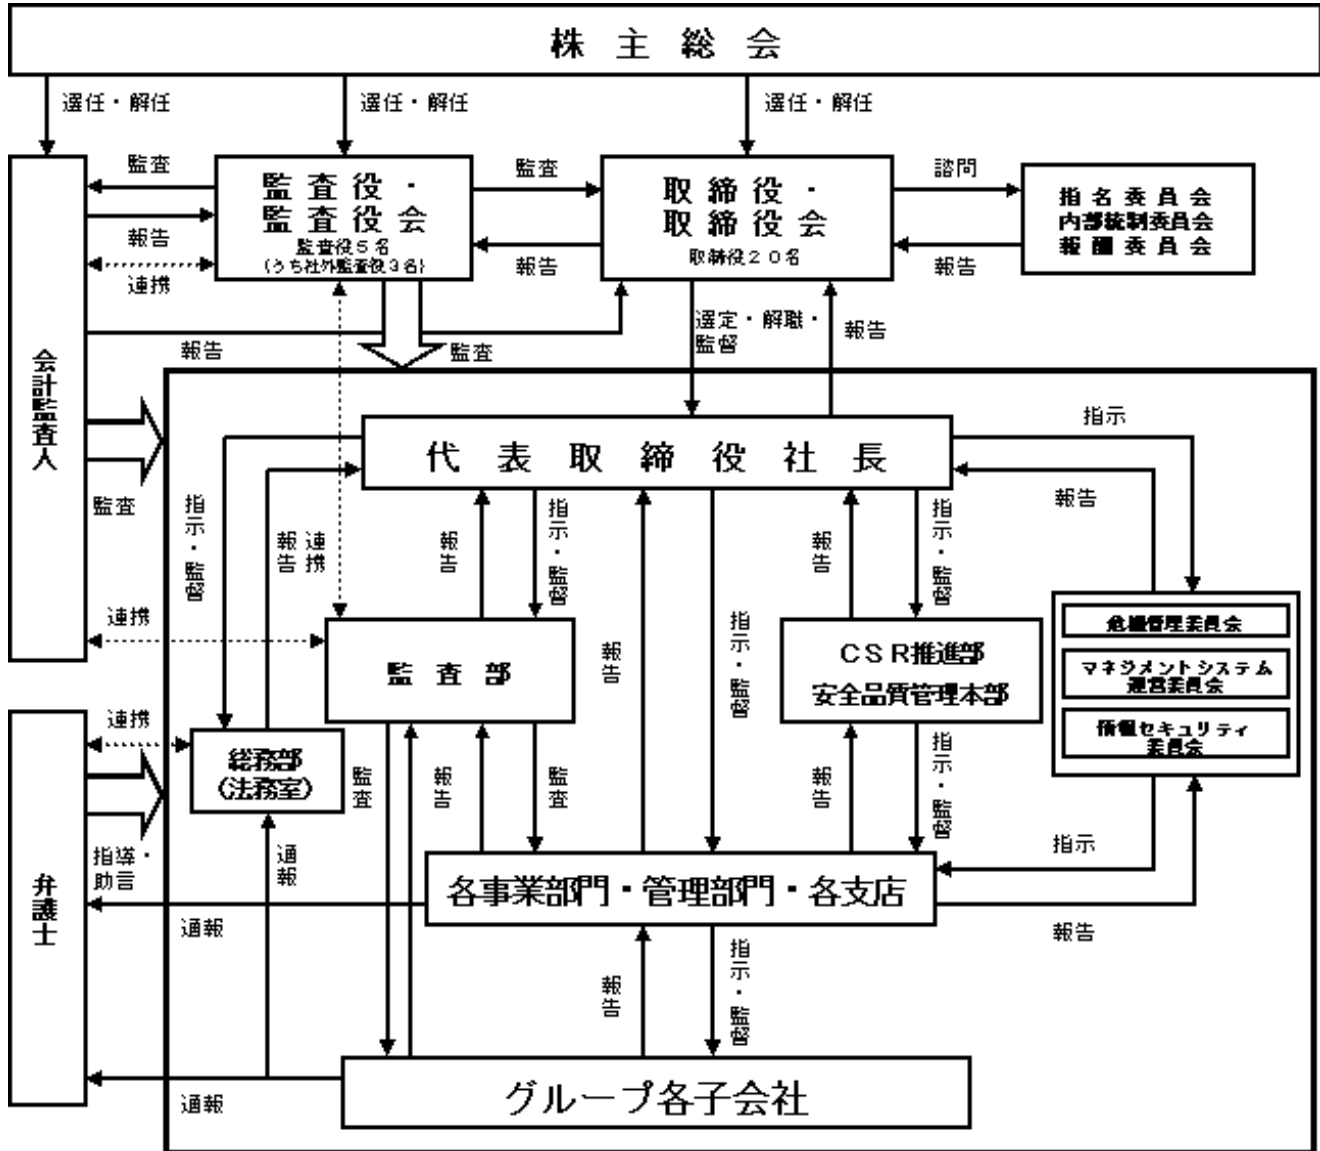 株主総会
選任・解任
選任・解任
選任・解任
監査
監査役・
監査役会
監査役5名
(うち社外監査役3名)
監査
取締役・
取締役会
取締役20名
諮問
指名委員会
内部統制委員会
報酬委員会
報告
連携
報告
報告
会計監査人
報告
監査
選定・解職・
監督
報告
代表取締役社長
指示
報告
監査
指示・監督
報告
連携
報告
指示・監督
報告
指示・監督
報告
指示・監督
連携
監査部
CSR推進部
安全品質管理本部
危機管理委員会
マネジメントシステム
運営委員会
情報セキュリティ
委員会
連携
総務部
(法務室)
監査
報告
監査
報告
指示・監督
指導・
助言
通報
指示
弁護士
各事業部門・管理部門・各支店
通報
報告
報告
指示・監督
グループ各子会社
通報